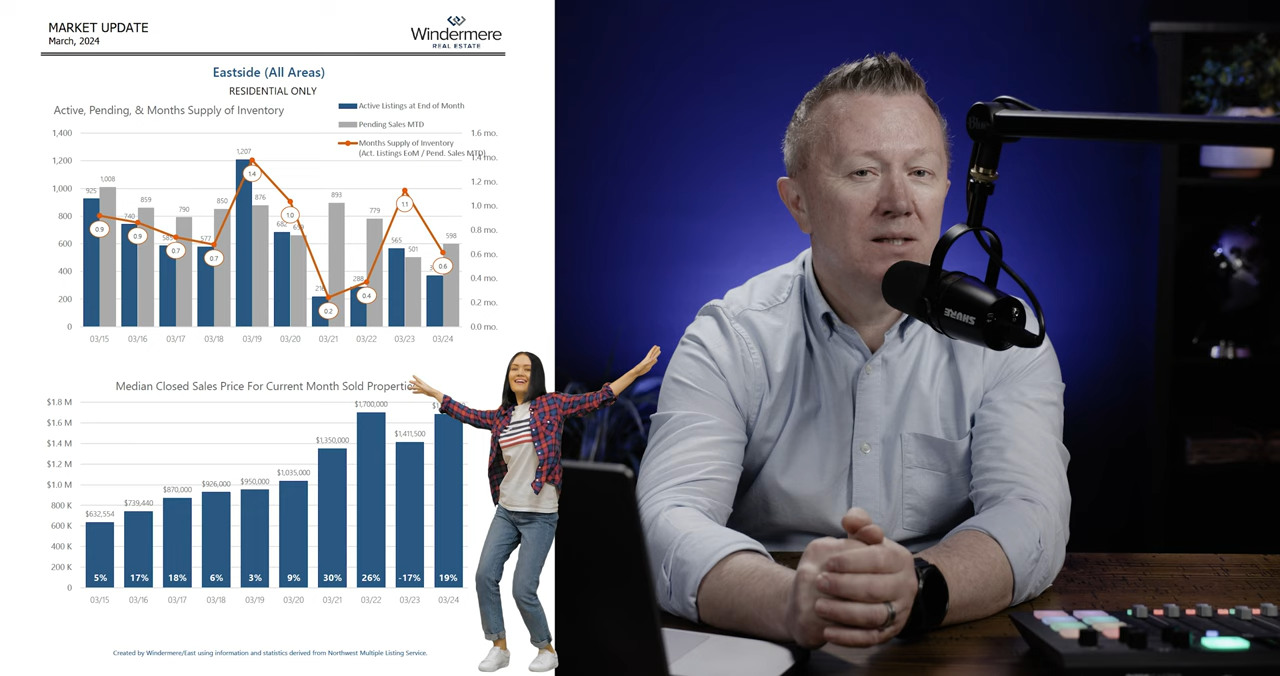 MARKET UPDATE
March, 2024
Windermere
REAL ESTATE
Eastside (All Areas)
RESIDENTIAL ONLY
Active, Pending, & Months Supply of Inventory
Active Listings at End of Month
Pending Sales MTD
Months Supply of Inventory
(Act. Listings EoM / Pend. Sales MTD)
1,400
1,200
1,000
800
600
400
200
0
1.6 mo.
1.4 mo.
1.2 mo.
1.0 mo.
0.8 mo.
0.6 mo.
0.4 mo.
0.2 mo.
0.0 mo.
925 1,008 740 859 790 577 850 1,207 876 682 893 288 779 565 501 598
0.9 0.9 0.7 0.7 1.4 1.0 0.2 0.4 1.1 0.6
03/15 03/16 03/17 03/18 03/19 03/20 03/21 03/22 03/23 03/24
Median Closed Sales Price For Current Month Sold Properties
$1.8 M
$1.6 M
$1.4 M
$1.2 M
$1.0 M
800 K
600 K
400 K
200 K
0
$632,554 $739,440 $870,000 $926,000 $950,000 $1,035,000 $1,350,000 $1,700,000 $1,411,500
5% 17% 18% 6% 3% 9% 30% 26% -17% 19%
03/15 03/16 03/17 03/18 03/19 03/20 03/21 03/22 03/23 03/24
Created by Windermere/East using information and statistics derived from Northwest Multiple Listing Service.
Blue
SHURE